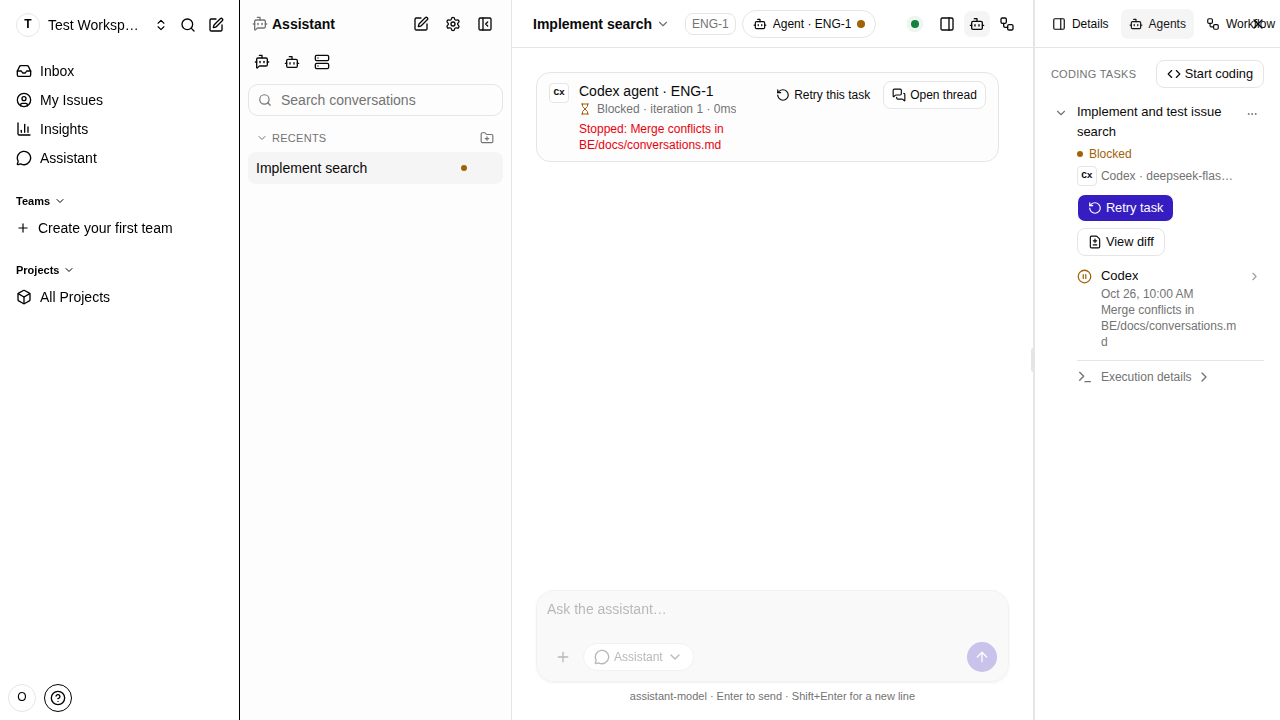 T
Test Worksp…
Inbox
My Issues
Insights
Assistant
Teams
Create your first team
Projects
All Projects
O
Assistant
Search conversations
RECENTS
Implement search
Implement search
ENG-1
Agent · ENG-1
Cx
Codex agent · ENG-1
Blocked · iteration 1 · 0ms
Stopped: Merge conflicts in
BE/docs/conversations.md
Retry this task
Open thread
Ask the assistant…
Assistant
assistant-model · Enter to send · Shift+Enter for a new line
Details
Agents
Workflow
CODING TASKS
Start coding
Implement and test issue
search
Blocked
Cx
Codex · deepseek-flas…
Retry task
View diff
Codex
Oct 26, 10:00 AM
Merge conflicts in
BE/docs/conversations.m
d
Execution details